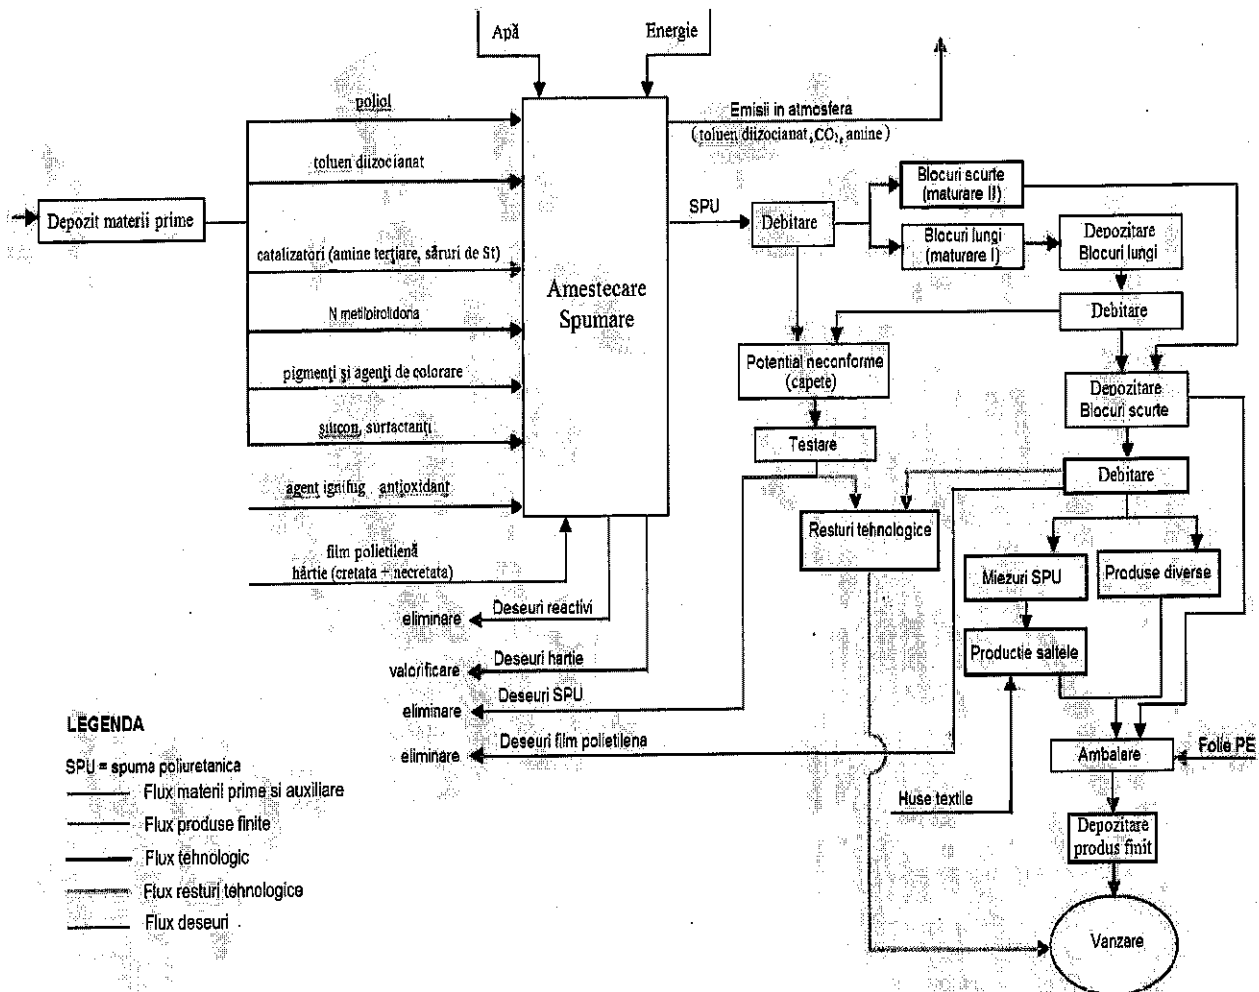 Apă
Energie
poliol
Emisii in atmosfera
(toluen diizocianat, CO₂, amine)
toluen diizocianat
Blocuri scurte
(maturare II)
Depozit materii prime
SPU
Debitare
Blocuri lungi
(maturare I)
Depozitare
Blocuri lungi
catalizatori (amine terțiare, săruri de St)
Amestecare
Spumare
N metilpirolidona
Debitare
Potential neconforme
(capete)
pigmenți și agenți de colorare
Depozitare
Blocuri scurte
silicon, surfactanți
Testare
Debitare
agent ignifug antioxidant
Resturi tehnologice
film polietilenă
hârtie (cretata + necretata)
Miezuri SPU
Produse diverse
Deseuri reactivi
eliminare
Productie saltele
Deseuri hartie
valorificare
Deseuri SPU
eliminare
LEGENDA
Deseuri film polietilena
eliminare
Ambalare
Folie PE
SPU = spuma poliuretanica
Flux materii prime si auxiliare
Huse textile
Flux produse finite
Depozitare
produs finit
Flux tehnologic
Flux resturi tehnologice
Flux deseuri
Vanzare